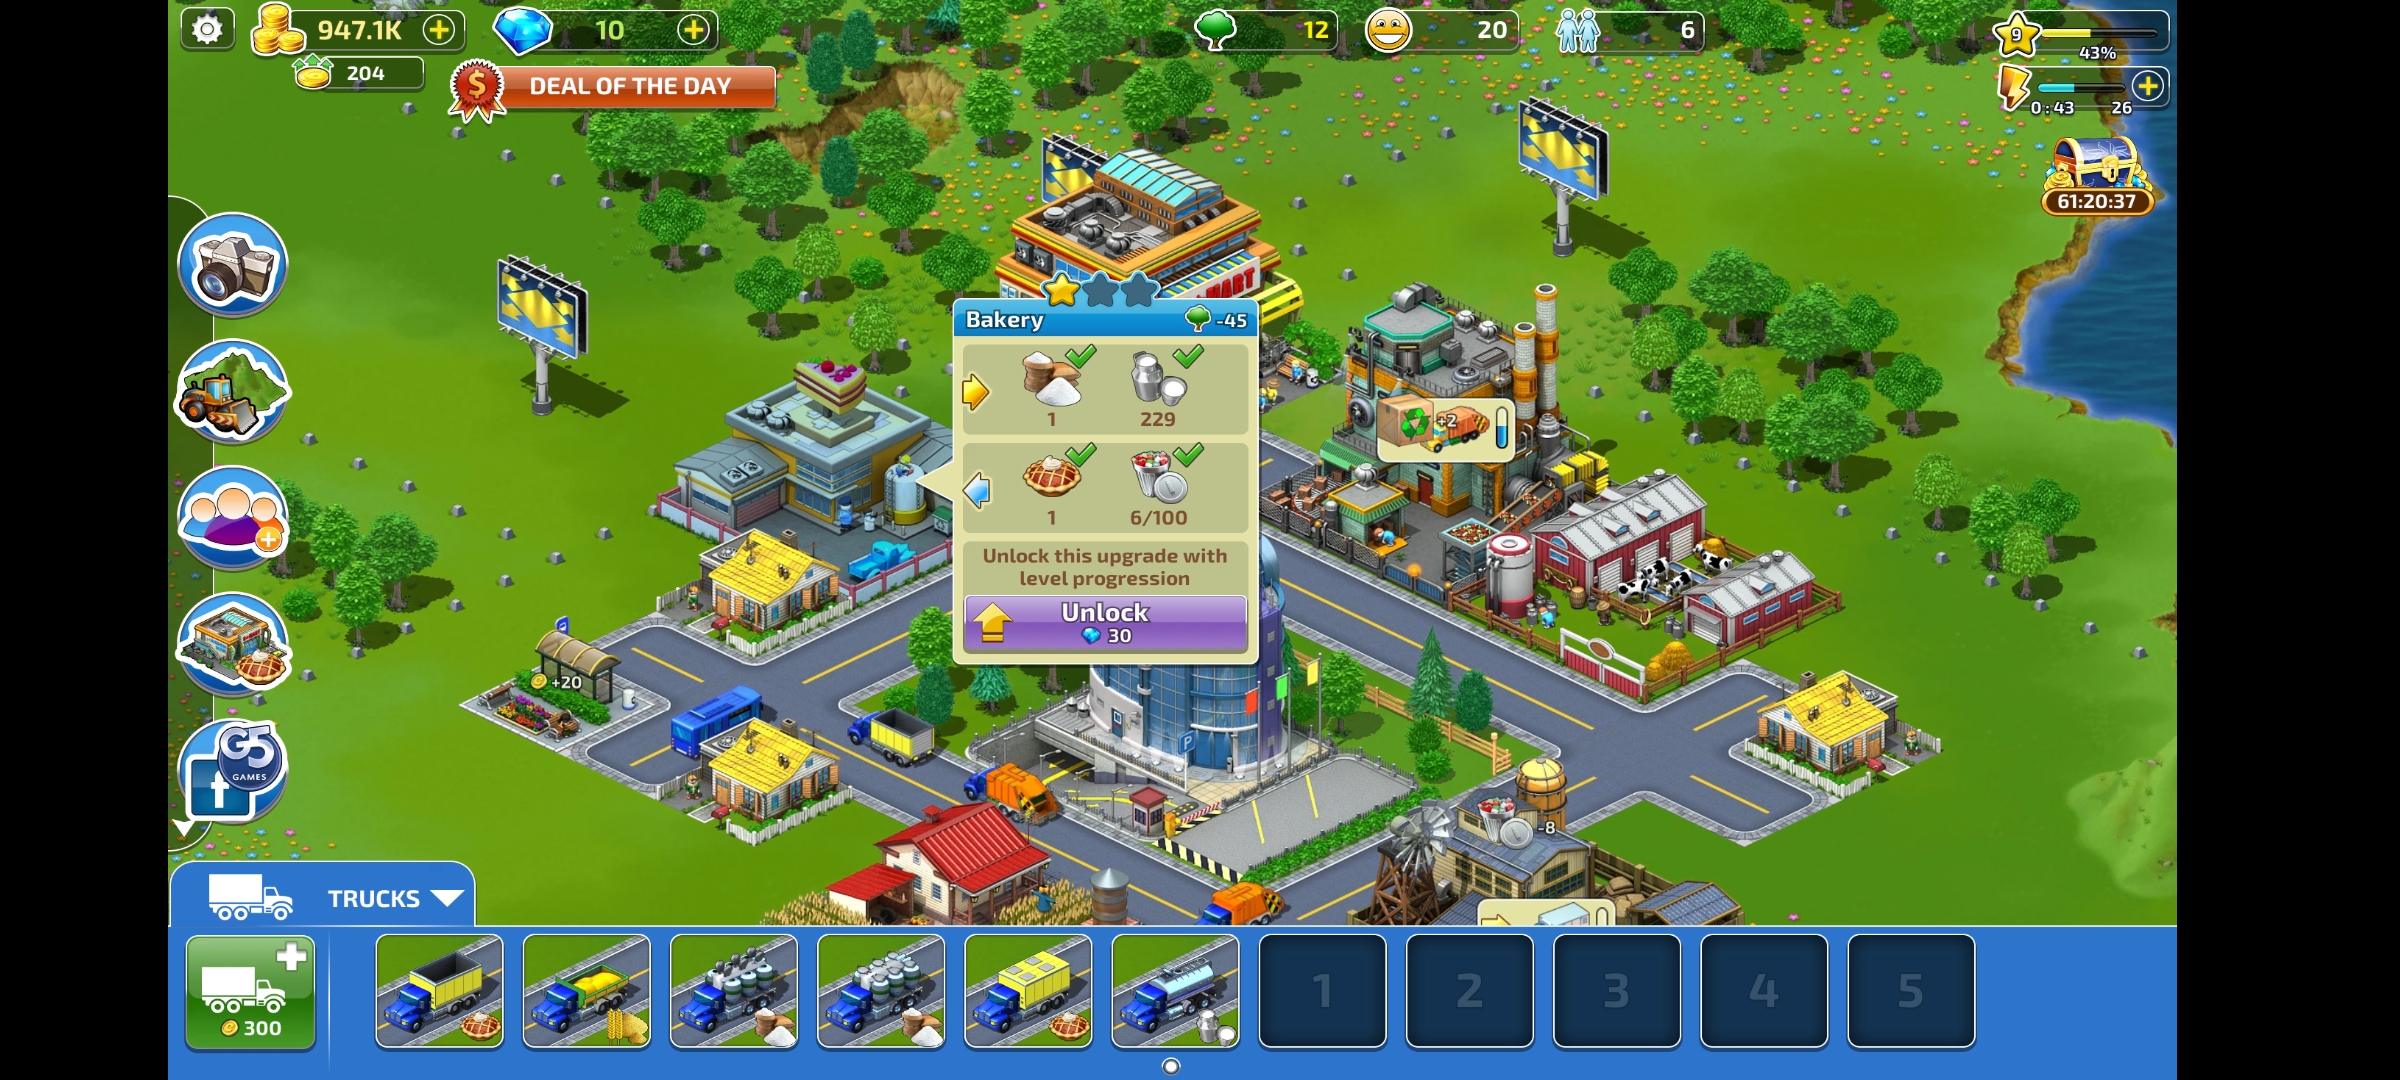 947.1K
10
12
20
6
9
43%
204
DEAL OF THE DAY
0:43
26
61:20:37
MART
Bakery
-45
1
229
1
6/100
Unlock this upgrade with
level progression
Unlock
30
+2
+20
P
-8
G5
GAMES
f
TRUCKS
300
1
2
3
4
5